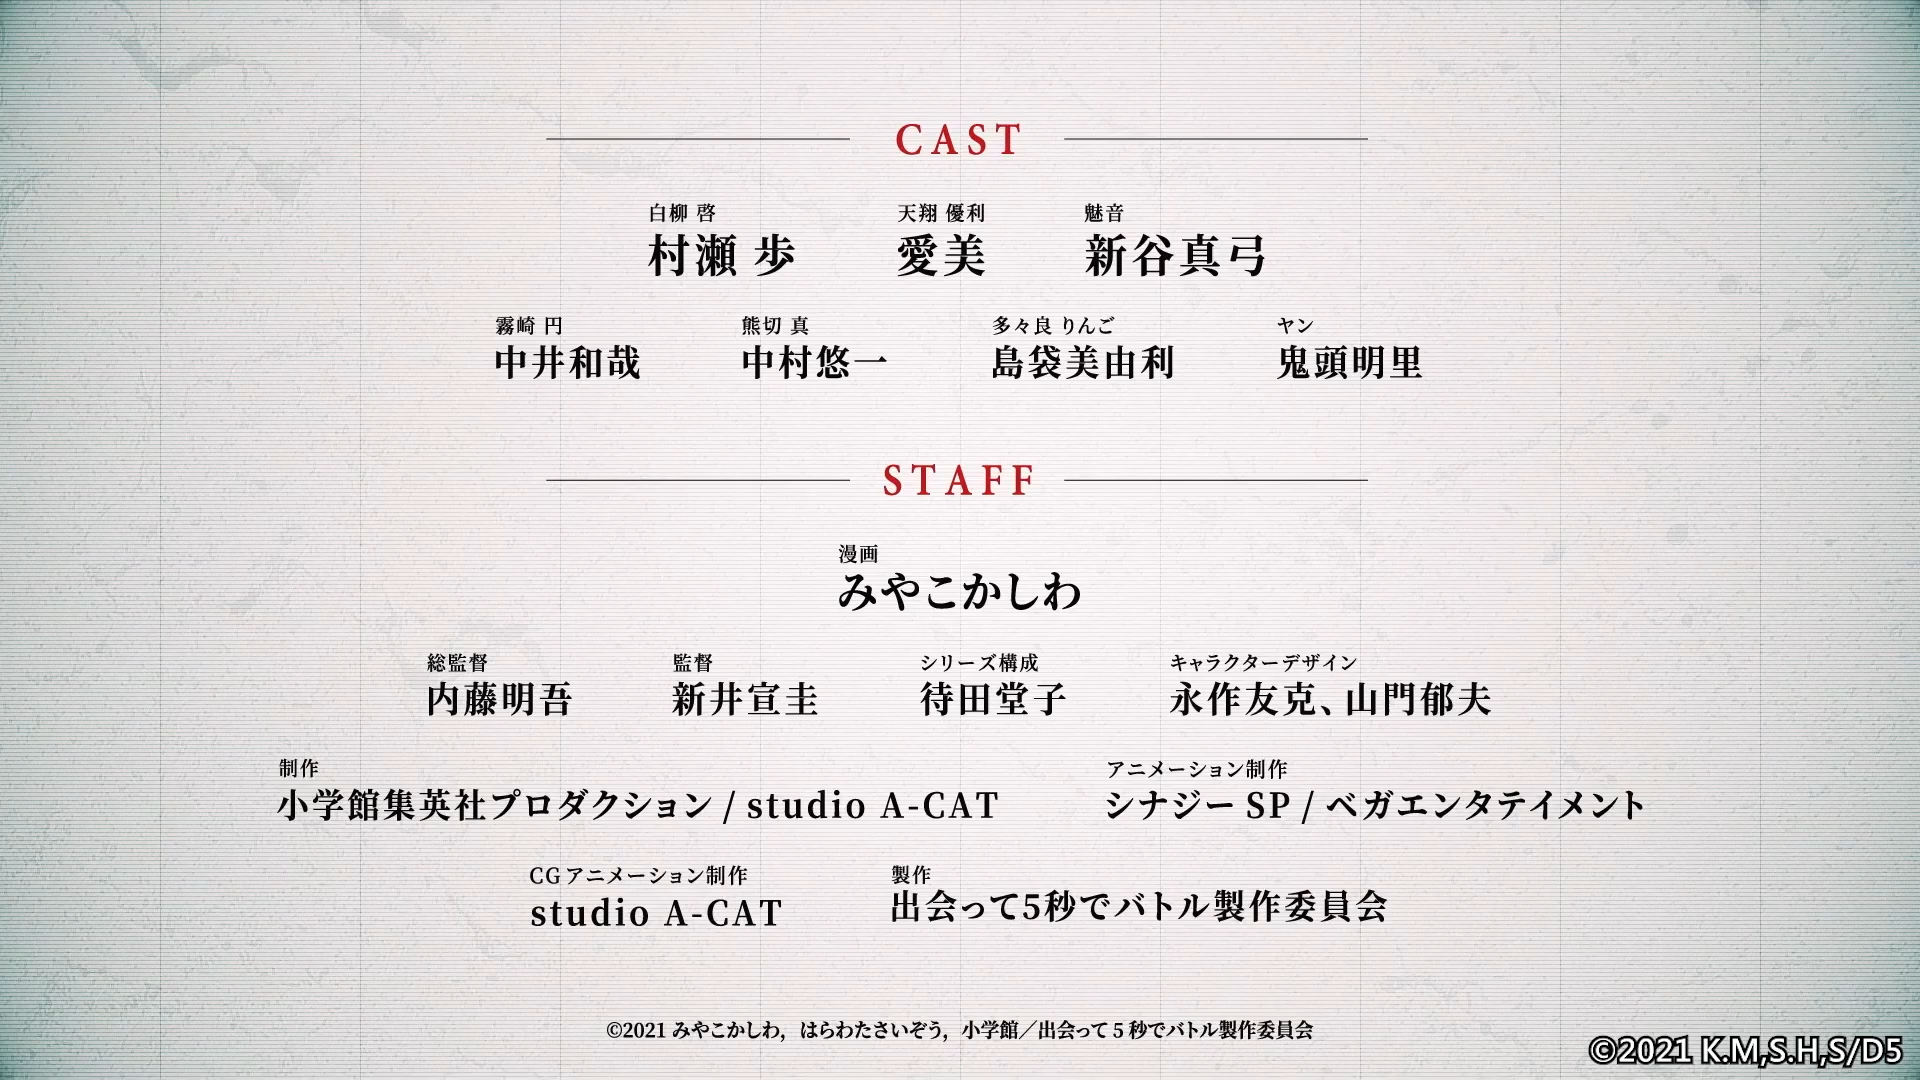 CAST
白柳 啓 天翔 優利 魅音
村瀬 歩 愛美 新谷真弓
霧崎 円 熊切 真 多々良 りんご ヤン
中井和哉 中村悠一 島袋美由利 鬼頭明里
STAFF
漫画
みやこかしわ
総監督 監督 シリーズ構成 キャラクターデザイン
内藤明吾 新井宣圭 待田堂子 永作友克、山門郁夫
制作 アニメーション制作
小学館集英社プロダクション / studio A-CAT シナジー SP / ベガエンタテイメント
CGアニメーション制作 製作
studio A-CAT 出会って5秒でバトル製作委員会
©2021 みやこかしわ，はらわたさいぞう，小学館／出会って5秒でバトル製作委員会
©2021 K.M,S.H,S/D5